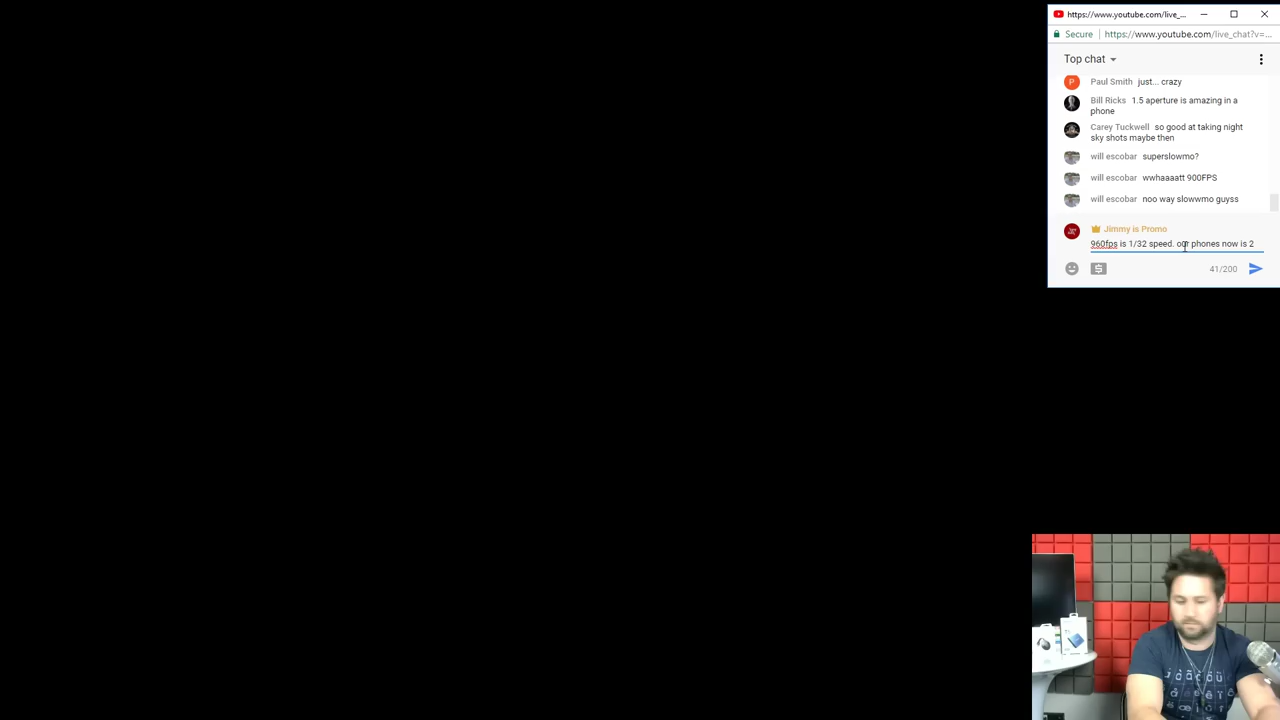 https://www.youtube.com/live_...
Secure https://www.youtube.com/live_chat?v=...
Top chat
P Paul Smith just... crazy
Bill Ricks 1.5 aperture is amazing in a
phone
Carey Tuckwell so good at taking night
sky shots maybe then
will escobar superslowmo?
will escobar wwhaaaatt 900FPS
will escobar noo way slowwmo guyss
Jimmy is Promo
960fps is 1/32 speed. our phones now is 2
41/200